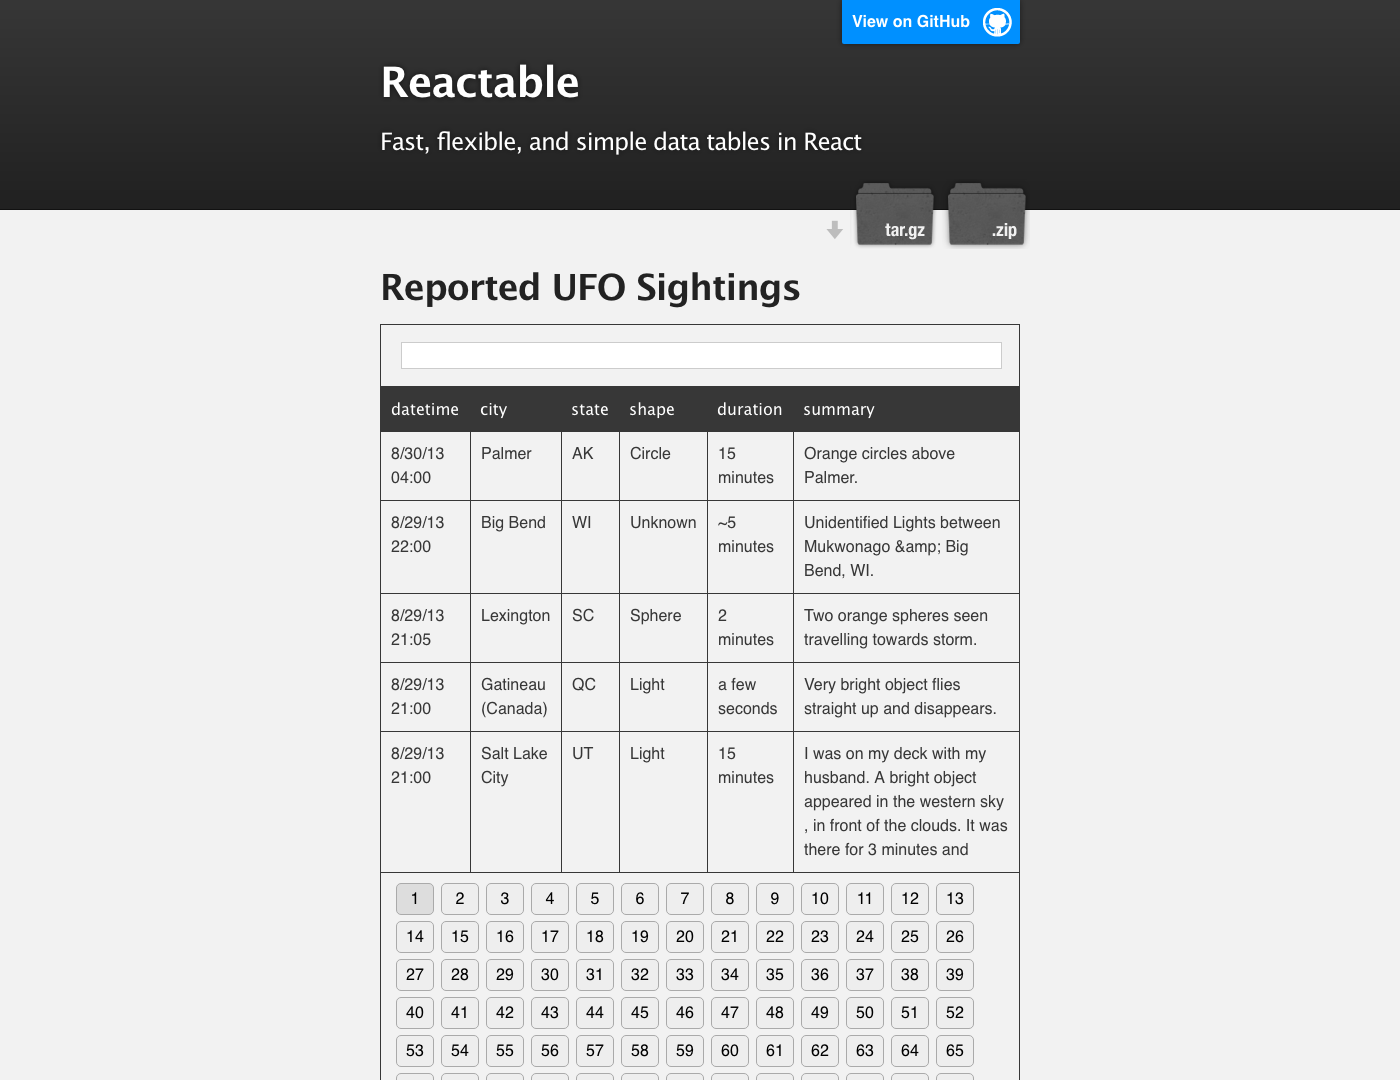 View on GitHub
Reactable
Fast, flexible, and simple data tables in React
tar.gz .zip
Reported UFO Sightings
datetime city state shape duration summary
8/30/13 Palmer AK Circle 15 Orange circles above
04:00 minutes Palmer.
8/29/13 Big Bend WI Unknown ~5 Unidentified Lights between
22:00 minutes Mukwonago &amp; Big
Bend, WI.
8/29/13 Lexington SC Sphere 2 Two orange spheres seen
21:05 minutes travelling towards storm.
8/29/13 Gatineau QC Light a few Very bright object flies
21:00 (Canada) seconds straight up and disappears.
8/29/13 Salt Lake UT Light 15 I was on my deck with my
21:00 City minutes husband. A bright object
appeared in the western sky
, in front of the clouds. It was
there for 3 minutes and
1 2 3 4 5 6 7 8 9 10 11 12 13
14 15 16 17 18 19 20 21 22 23 24 25 26
27 28 29 30 31 32 33 34 35 36 37 38 39
40 41 42 43 44 45 46 47 48 49 50 51 52
53 54 55 56 57 58 59 60 61 62 63 64 65